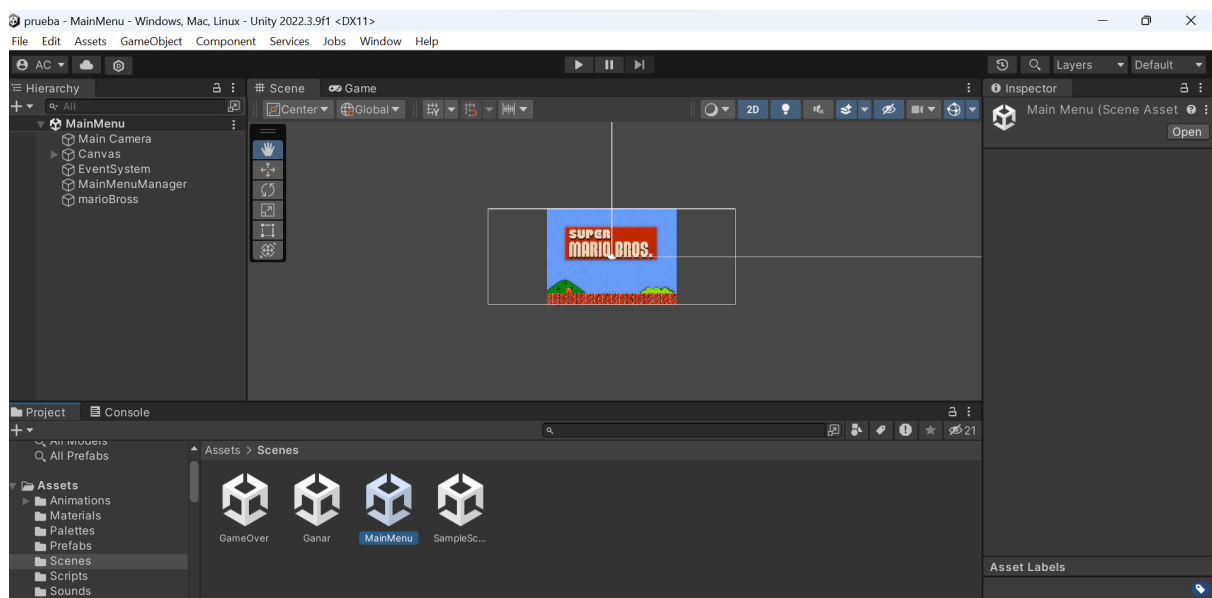 prueba - MainMenu - Windows, Mac, Linux - Unity 2022.3.9f1 <DX11>
File Edit Assets GameObject Component Services Jobs Window Help
AC Layers Default
Hierarchy Scene Game Inspector
All Center Global 2D Main Menu (Scene Asset
MainMenu Open
Main Camera
Canvas
EventSystem
MainMenuManager
marioBross
SUPER
MARIO BROS.
Project Console
21
All Models
All Prefabs Assets > Scenes
Assets
Animations
Materials
Palettes GameOver Ganar MainMenu SampleSc...
Prefabs
Scenes
Scripts
Sounds
Asset Labels